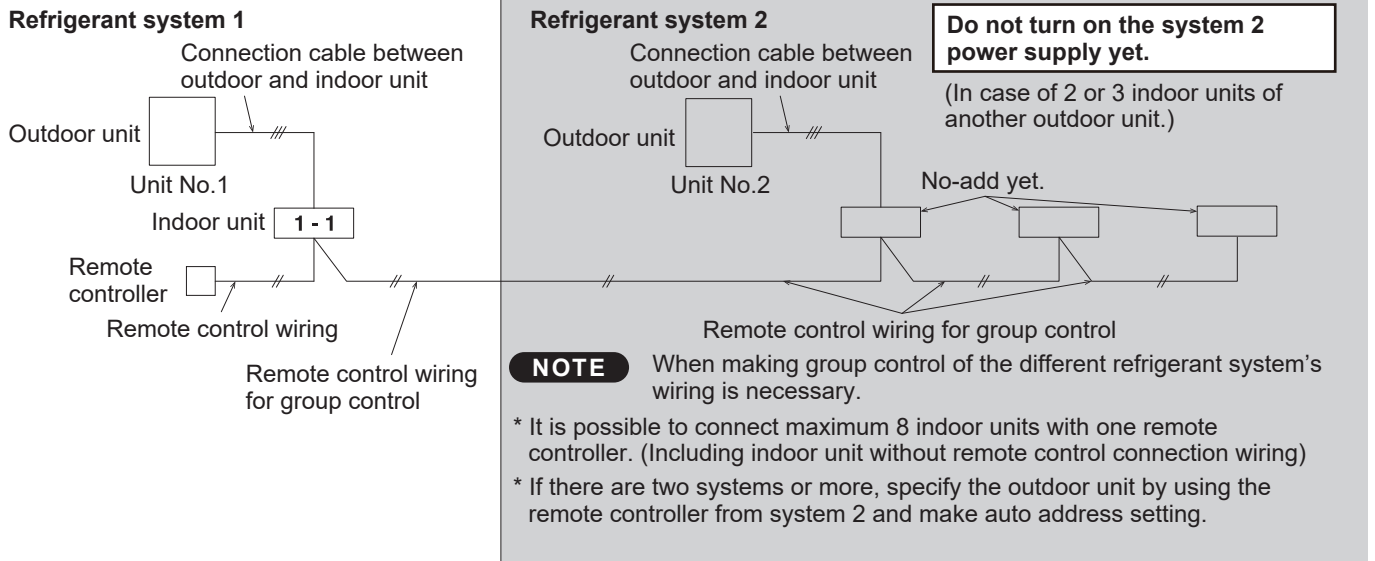 Refrigerant system 1
Connection cable between
outdoor and indoor unit
Outdoor unit
Unit No.1
Indoor unit
1 - 1
Remote
controller
Remote control wiring
Remote control wiring
for group control
Refrigerant system 2
Do not turn on the system 2
power supply yet.
Connection cable between
outdoor and indoor unit
(In case of 2 or 3 indoor units of
another outdoor unit.)
Outdoor unit
Unit No.2
No-add yet.
Remote control wiring for group control
NOTE
When making group control of the different refrigerant system's
wiring is necessary.
* It is possible to connect maximum 8 indoor units with one remote
controller. (Including indoor unit without remote control connection wiring)
* If there are two systems or more, specify the outdoor unit by using the
remote controller from system 2 and make auto address setting.